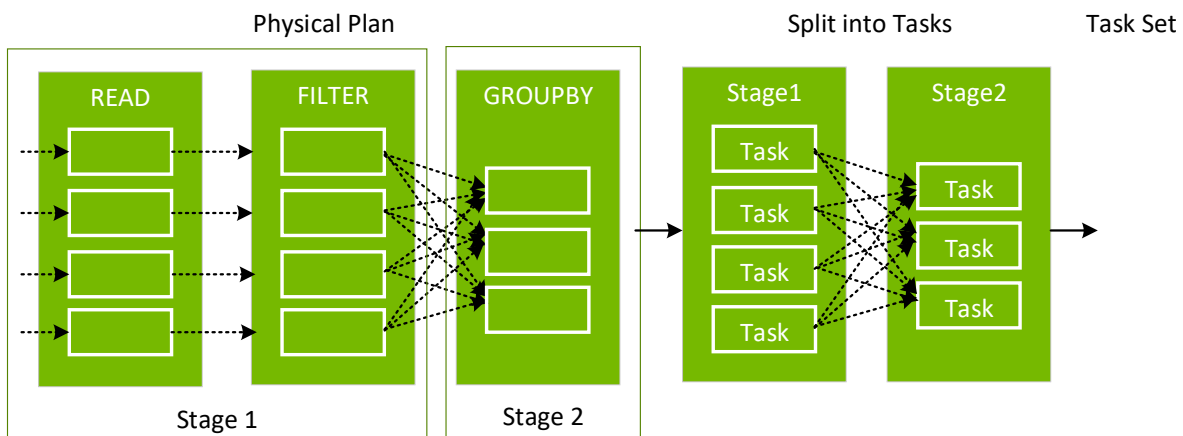 Physical Plan
Split into Tasks
Task Set
READ
FILTER
GROUPBY
Stage1
Stage2
Task
Task
Task
Task
Task
Task
Task
Stage 1
Stage 2